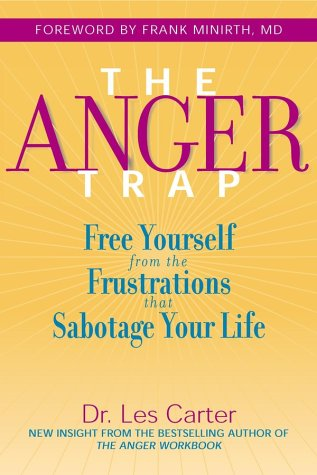 FOREWORD BY FRANK MINIRTH, MD
THE
ANGER
TRAP
Free Yourself
from the
Frustrations
that
Sabotage Your Life
Dr. Les Carter
NEW INSIGHT FROM THE BESTSELLING AUTHOR OF
THE ANGER WORKBOOK